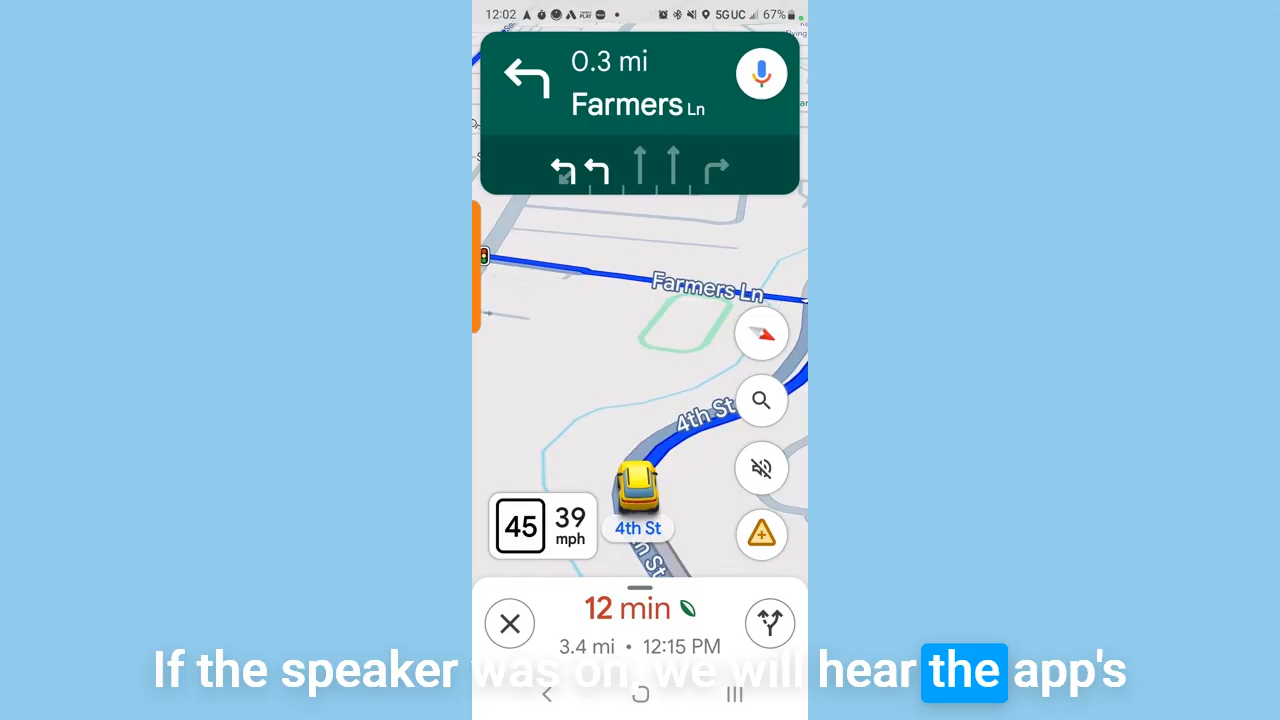 12:02
5GUC 67%
0.3 mi
Farmers Ln
Farmers Ln
4th St
45
39
mph
4th St
n St
12 min
3.4 mi • 12:15 PM
If the speaker was on, we will hear the app's